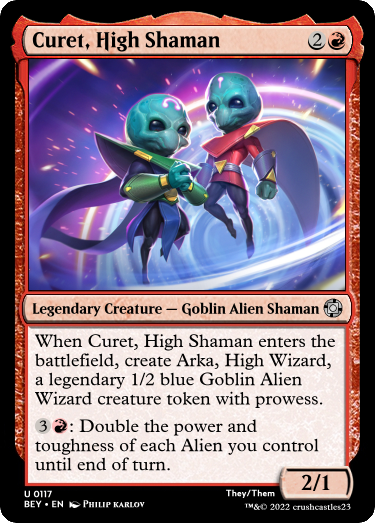 Curet, High Shaman 2
Legendary Creature — Goblin Alien Shaman
When Curet, High Shaman enters the
battlefield, create Arka, High Wizard,
a legendary 1/2 blue Goblin Alien
Wizard creature token with prowess.
3 : Double the power and
toughness of each Alien you control
until end of turn.
2/1
U 0117
BEY • EN Philip karlov
They/Them
™&© 2022 crushcastles23